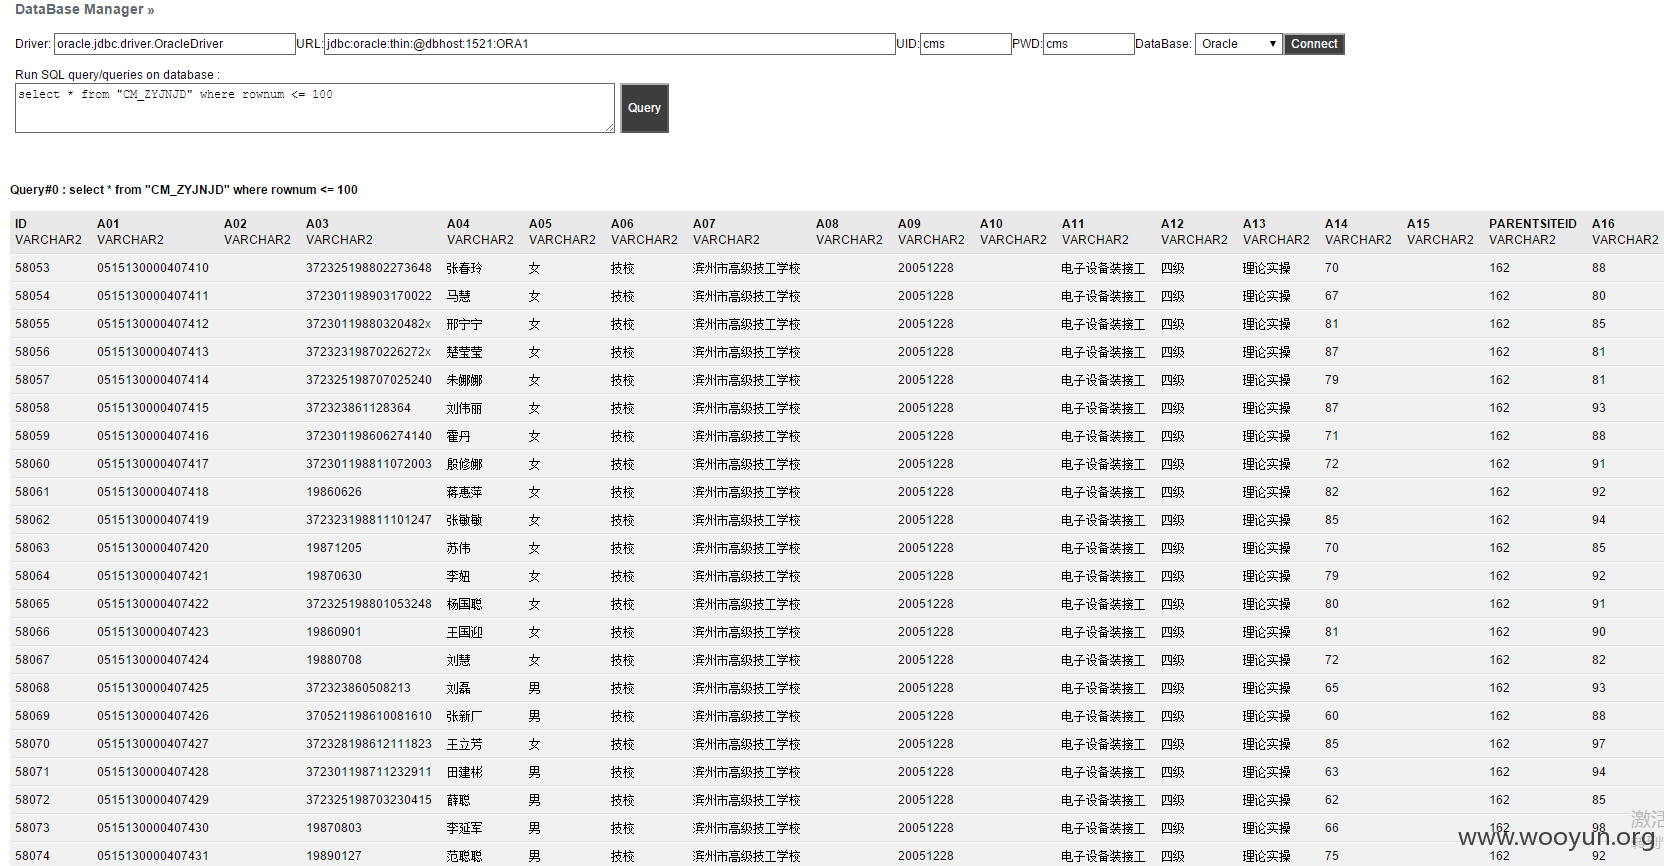 DataBase Manager »
Driver: oracle.jdbc.driver.OracleDriver URL: jdbc:oracle:thin:@dbhost:1521:ORA1 UID: cms PWD: cms DataBase: Oracle ▼ Connect
Run SQL query/queries on database :
select * from "CM_ZYJNJD" where rownum <= 100
Query
Query#0 : select * from "CM_ZYJNJD" where rownum <= 100
ID A01 A02 A03 A04 A05 A06 A07 A08 A09 A10 A11 A12 A13 A14 A15 PARENTSITEID A16
VARCHAR2 VARCHAR2 VARCHAR2 VARCHAR2 VARCHAR2 VARCHAR2 VARCHAR2 VARCHAR2 VARCHAR2 VARCHAR2 VARCHAR2 VARCHAR2 VARCHAR2 VARCHAR2 VARCHAR2 VARCHAR2 VARCHAR2 VARCHAR2
58053 0515130000407410 372325198802273648 张春玲 女 技校 滨州市高级技工学校 20051228 电子设备装接工 四级 理论实操 70 162 88
58054 0515130000407411 372301198903170022 马慧 女 技校 滨州市高级技工学校 20051228 电子设备装接工 四级 理论实操 67 162 80
58055 0515130000407412 37230119880320482x 邢宁宁 女 技校 滨州市高级技工学校 20051228 电子设备装接工 四级 理论实操 81 162 85
58056 0515130000407413 37232319870226272x 楚莹莹 女 技校 滨州市高级技工学校 20051228 电子设备装接工 四级 理论实操 87 162 81
58057 0515130000407414 372325198707025240 朱娜娜 女 技校 滨州市高级技工学校 20051228 电子设备装接工 四级 理论实操 79 162 81
58058 0515130000407415 372323861128364 刘伟丽 女 技校 滨州市高级技工学校 20051228 电子设备装接工 四级 理论实操 87 162 93
58059 0515130000407416 372301198606274140 霍丹 女 技校 滨州市高级技工学校 20051228 电子设备装接工 四级 理论实操 71 162 88
58060 0515130000407417 372301198811072003 殷修娜 女 技校 滨州市高级技工学校 20051228 电子设备装接工 四级 理论实操 72 162 91
58061 0515130000407418 19860626 蒋惠萍 女 技校 滨州市高级技工学校 20051228 电子设备装接工 四级 理论实操 82 162 92
58062 0515130000407419 372323198811101247 张敏敏 女 技校 滨州市高级技工学校 20051228 电子设备装接工 四级 理论实操 85 162 94
58063 0515130000407420 19871205 苏伟 女 技校 滨州市高级技工学校 20051228 电子设备装接工 四级 理论实操 70 162 85
58064 0515130000407421 19870630 李妞 女 技校 滨州市高级技工学校 20051228 电子设备装接工 四级 理论实操 79 162 92
58065 0515130000407422 372325198801053248 杨国聪 女 技校 滨州市高级技工学校 20051228 电子设备装接工 四级 理论实操 80 162 91
58066 0515130000407423 19860901 王国迎 女 技校 滨州市高级技工学校 20051228 电子设备装接工 四级 理论实操 81 162 90
58067 0515130000407424 19880708 刘慧 女 技校 滨州市高级技工学校 20051228 电子设备装接工 四级 理论实操 72 162 82
58068 0515130000407425 372323860508213 刘磊 男 技校 滨州市高级技工学校 20051228 电子设备装接工 四级 理论实操 65 162 93
58069 0515130000407426 370521198610081610 张新厂 男 技校 滨州市高级技工学校 20051228 电子设备装接工 四级 理论实操 60 162 88
58070 0515130000407427 372328198612111823 王立芳 女 技校 滨州市高级技工学校 20051228 电子设备装接工 四级 理论实操 85 162 97
58071 0515130000407428 372301198711232911 田建彬 男 技校 滨州市高级技工学校 20051228 电子设备装接工 四级 理论实操 63 162 94
58072 0515130000407429 372325198703230415 薛聪 男 技校 滨州市高级技工学校 20051228 电子设备装接工 四级 理论实操 62 162 85
58073 0515130000407430 19870803 李延军 男 技校 滨州市高级技工学校 20051228 电子设备装接工 四级 理论实操 66 162 98
58074 0515130000407431 19890127 范聪聪 男 技校 滨州市高级技工学校 20051228 电子设备装接工 四级 理论实操 75 162 92
激活
www.wooyun.org